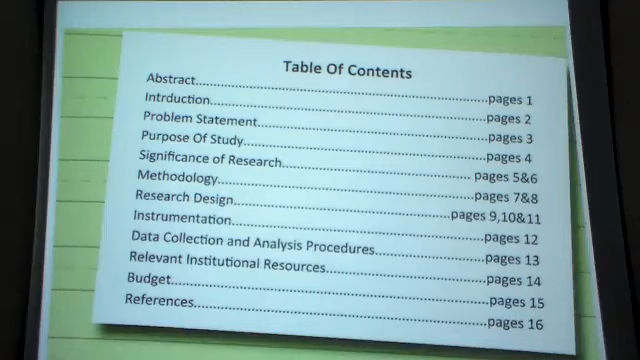 Table Of Contents
Abstract..........pages 1
Intrduction..........pages 2
Problem Statement..........pages 3
Purpose Of Study..........pages 4
Significance of Research.......... pages 5&6
Methodology..........pages 7&8
Research Design..........pages 9,10&11
Instrumentation..........pages 12
Data Collection and Analysis Procedures..........pages 13
Relevant Institutional Resources..........pages 14
Budget..........pages 15
References..........pages 16